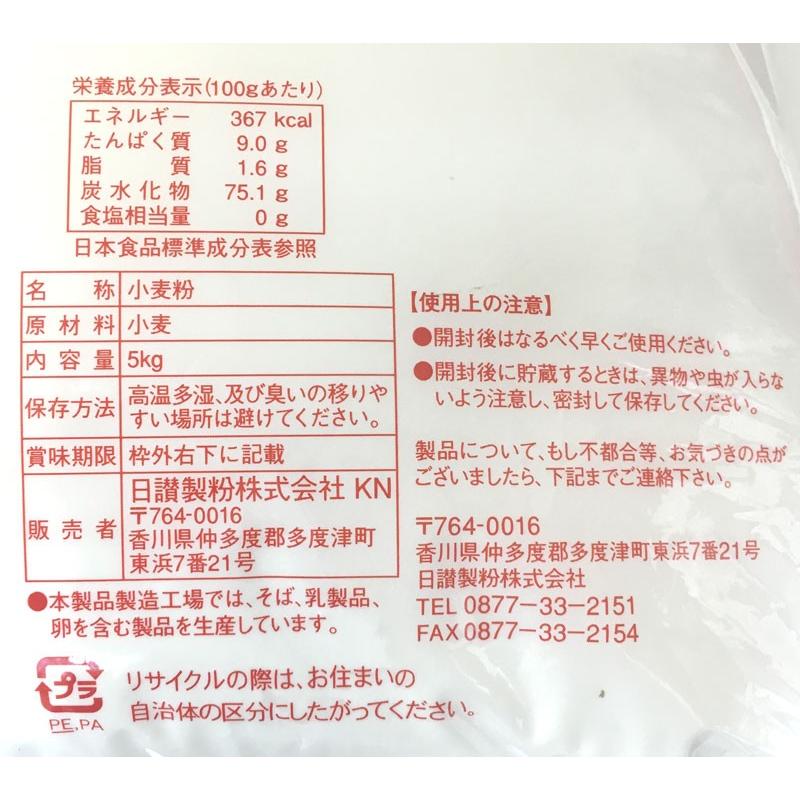 栄養成分表示(100gあたり)
エネルギー 367 kcal
たんぱく質 9.0 g
脂質 1.6 g
炭水化物 75.1 g
食塩相当量 0 g
日本食品標準成分表参照
名称 小麦粉
原材料 小麦
内容量 5kg
保存方法 高温多湿、及び臭いの移りや
すい場所は避けてください。
賞味期限 枠外右下に記載
販売者 日讃製粉株式会社 KN
〒764-0016
香川県仲多度郡多度津町
東浜7番21号
●本製品製造工場では、そば、乳製品、
卵を含む製品を生産しています。
プラ
PE,PA
リサイクルの際は、お住まいの
自治体の区分にしたがってください。
【使用上の注意】
●開封後はなるべく早くご使用ください。
●開封後に貯蔵するときは、異物や虫が入らな
いよう注意し、密封して保存してください。
製品について、もし不都合等、お気づきの点が
ございましたら、下記までご連絡下さい。
〒764-0016
香川県仲多度郡多度津町東浜7番21号
日讃製粉株式会社
TEL 0877-33-2151
FAX 0877-33-2154